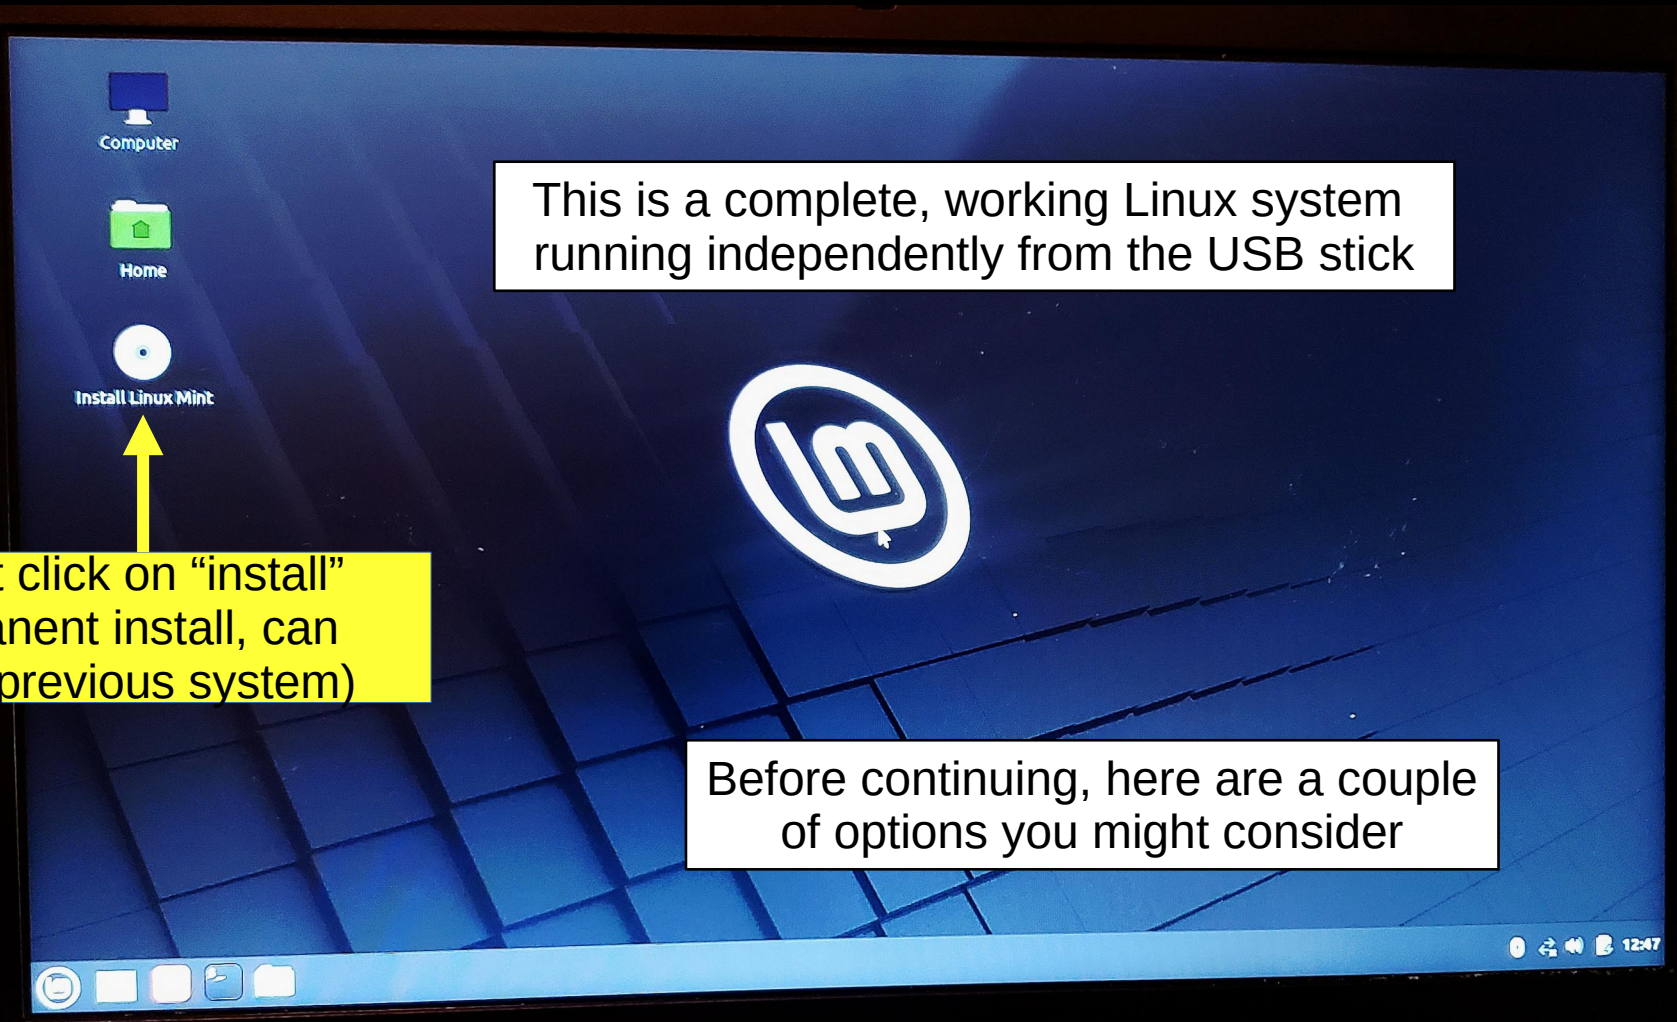 Computer
This is a complete, working Linux system
running independently from the USB stick
Home
Install Linux Mint
click on “install”
install, can
previous system)
Before continuing, here are a couple
of options you might consider
12:47